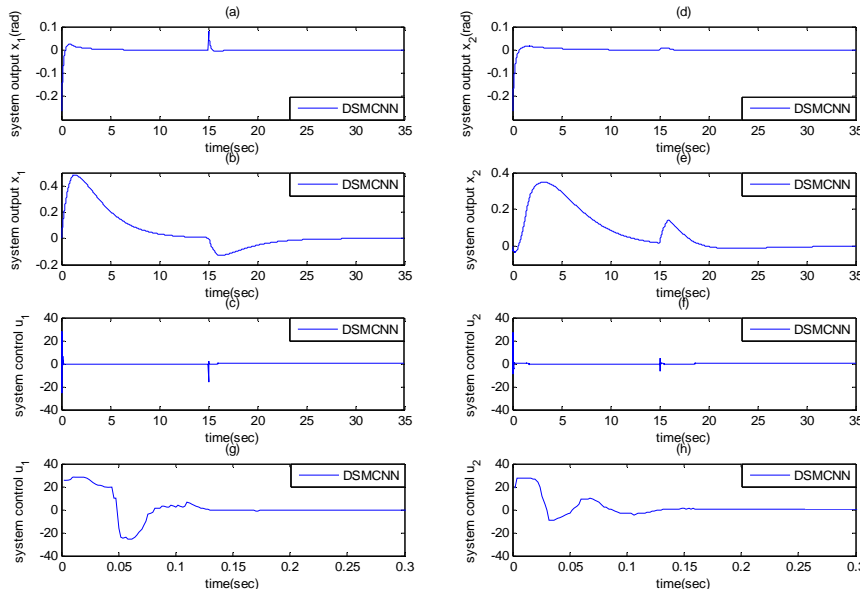 (a)
system output x1(rad)
0.1
0
-0.1
-0.2
DSMCNN
0 5 10 15 20 25 30 35
time(sec)
(d)
system output x2(rad)
0.1
0
-0.1
-0.2
DSMCNN
0 5 10 15 20 25 30 35
time(sec)
(b)
system output x1
0.4
0.2
0
-0.2
DSMCNN
0 5 10 15 20 25 30 35
time(sec)
(e)
system output x2
0.4
0.2
0
DSMCNN
0 5 10 15 20 25 30 35
time(sec)
(c)
system control u1
40
20
0
-20
-40
DSMCNN
0 5 10 15 20 25 30 35
time(sec)
(f)
system control u2
40
20
0
-20
-40
DSMCNN
0 5 10 15 20 25 30 35
time(sec)
(g)
system control u1
40
20
0
-20
-40
DSMCNN
0 0.05 0.1 0.15 0.2 0.25 0.3
time(sec)
(h)
system control u2
40
20
0
-20
-40
DSMCNN
0 0.05 0.1 0.15 0.2 0.25 0.3
time(sec)